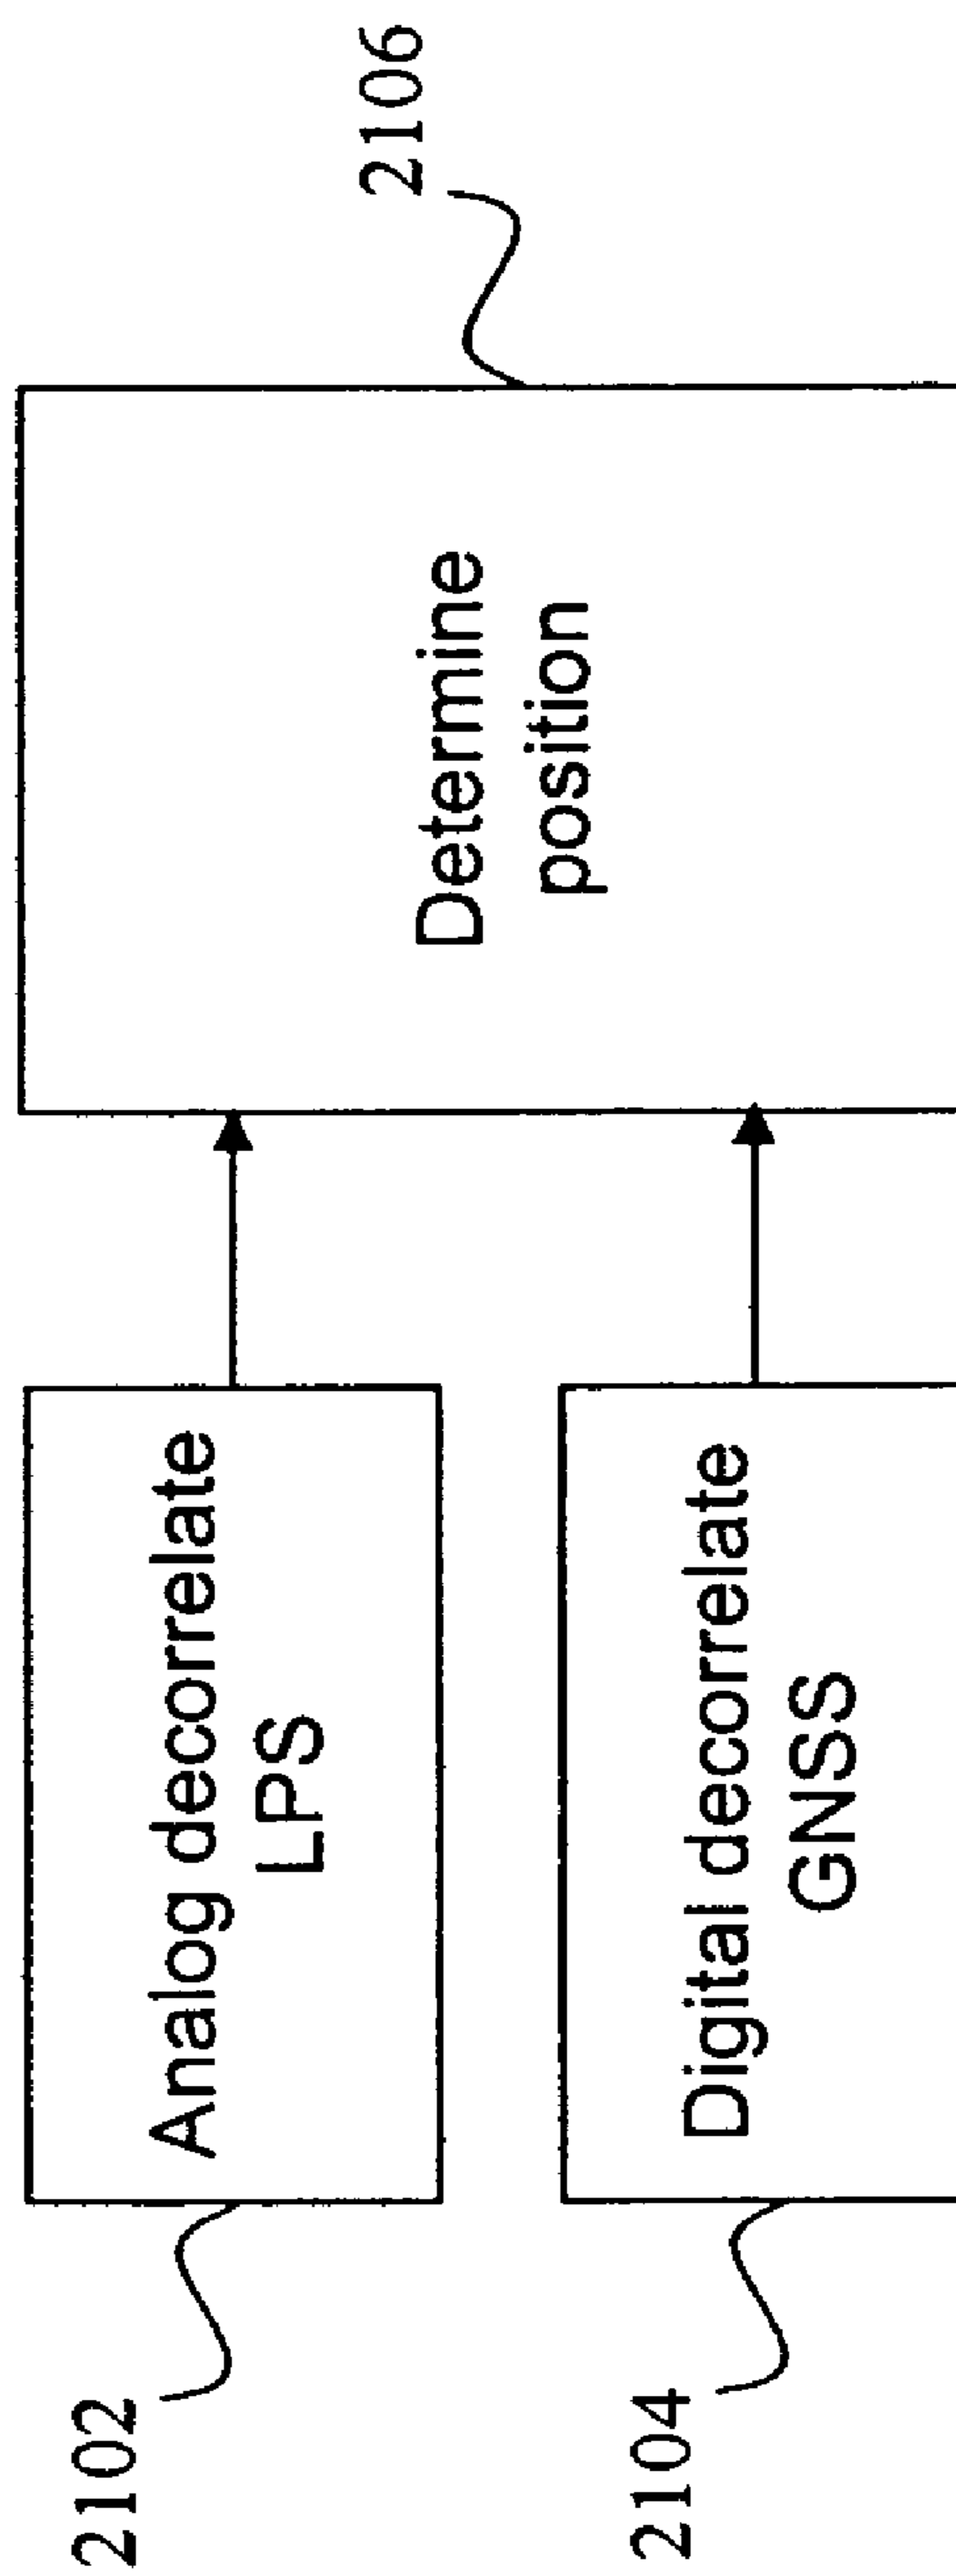 2102
Analog decorrelate
LPS
2104
Digital decorrelate
GNSS
Determine
position
2106